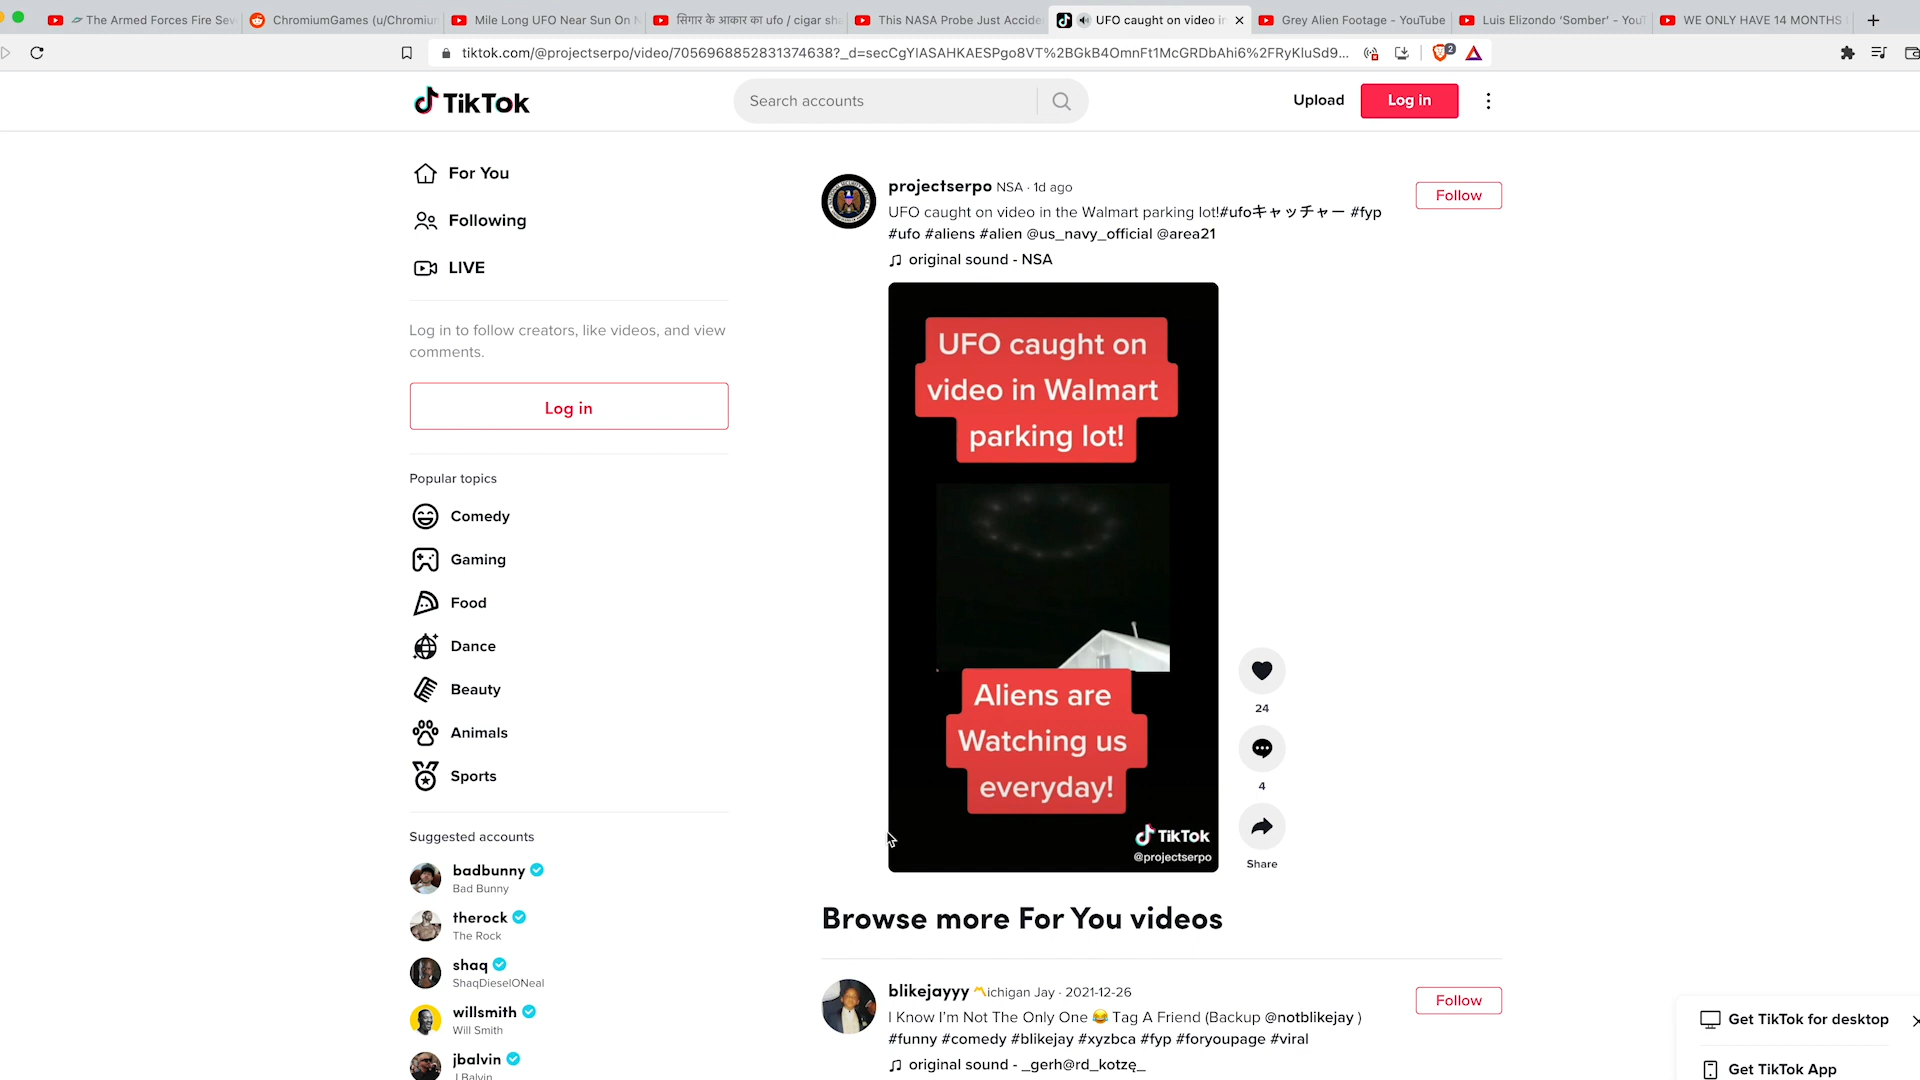 The Armed Forces Fire Sev
ChromiumGames (u/Chromiun
Mile Long UFO Near Sun On N
सिगार के आकार का ufo / cigar sha
This NASA Probe Just Accide
UFO caught on video in
Grey Alien Footage - YouTube
Luis Elizondo ‘Somber’ - YouT
WE ONLY HAVE 14 MONTHS
tiktok.com/@projectserpo/video/7056968852831374638?_d=secCgYIASAHKAESPgo8VT%2BGkB4OmnFt1McGRDbAhi6%2FRyKluSd9...
2
TikTok
Search accounts
Upload
Log in
For You
Following
LIVE
Log in to follow creators, like videos, and view
comments.
Log in
Popular topics
Comedy
Gaming
Food
Dance
Beauty
Animals
Sports
Suggested accounts
badbunny
Bad Bunny
therock
The Rock
shaq
ShaqDieselONeal
willsmith
Will Smith
jbalvin
J Balvin
projectserpo NSA · 1d ago
Follow
UFO caught on video in the Walmart parking lot!#ufoキャッチャー #fyp
#ufo #aliens #alien @us_navy_official @area21
original sound - NSA
UFO caught on
video in Walmart
parking lot!
Aliens are
Watching us
everyday!
TikTok
@projectserpo
24
4
Share
Browse more For You videos
blikejayyy 〽️ichigan Jay · 2021-12-26
Follow
I Know I'm Not The Only One 😂 Tag A Friend (Backup @notblikejay )
#funny #comedy #blikejay #xyzbca #fyp #foryoupage #viral
original sound - _gerh@rd_kotzę_
Get TikTok for desktop
Get TikTok App